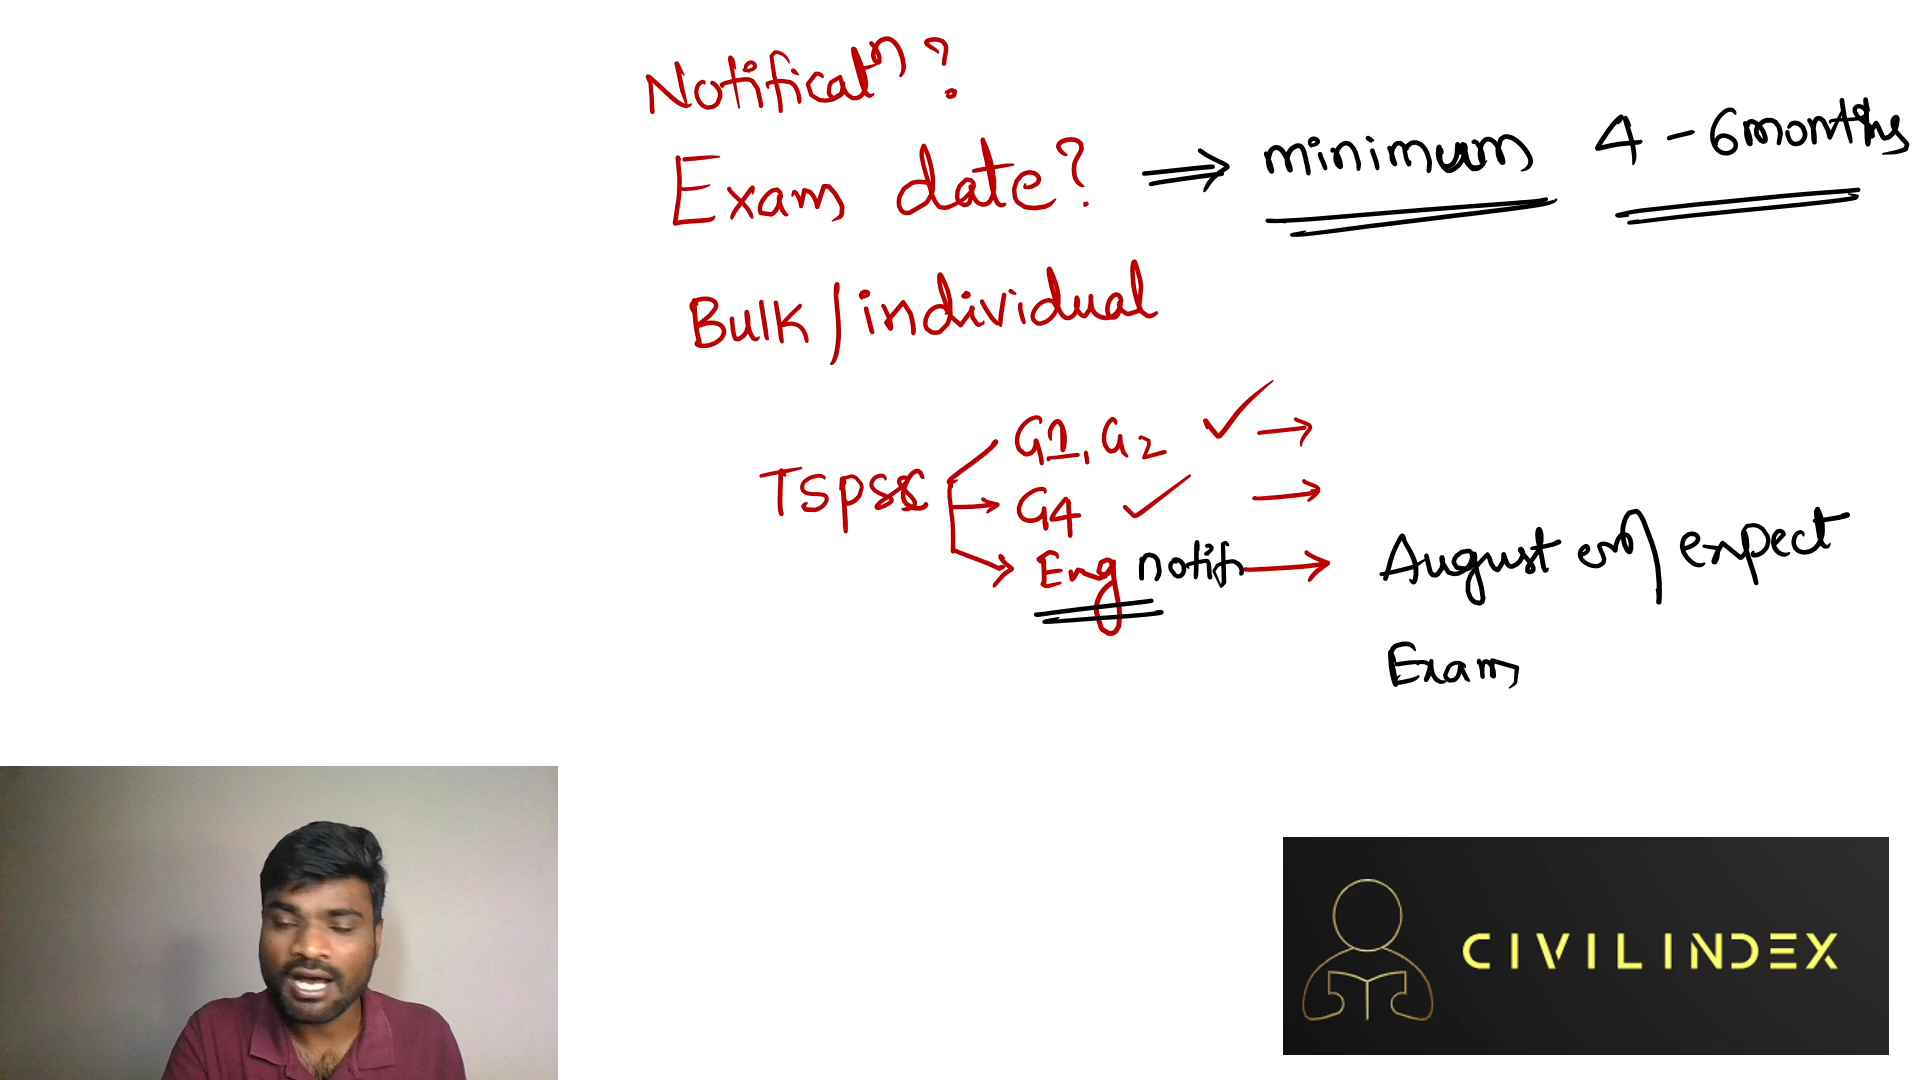 Notificatn ?
Exam date? ⇒ minimum 4 - 6months
Bulk / individual
G1, G2 ✓ →
TSPSC → G4 ✓ →
→ Eng notifn → August end expect
Exam
CIVILINDEX